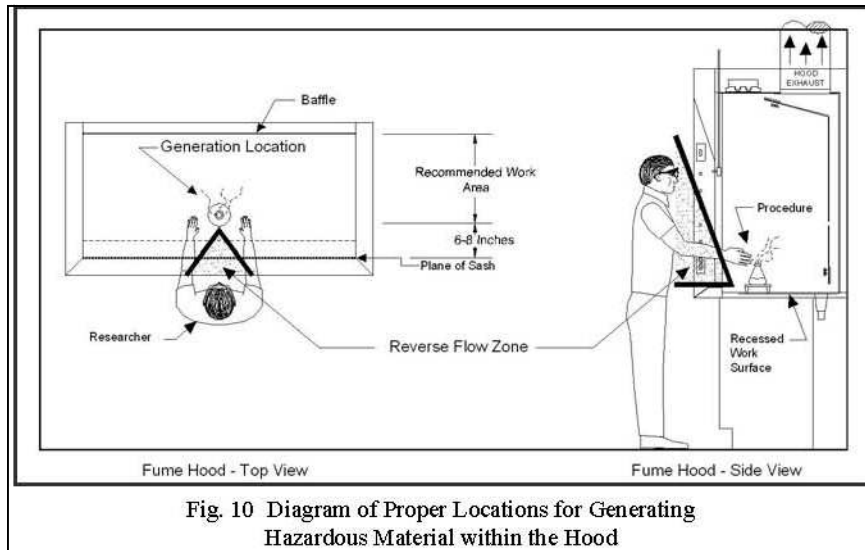 HOOD
EXHAUST
Baffle
Generation Location
Recommended Work
Area
6-8 Inches
Plane of Sash
Researcher
Reverse Flow Zone
Procedure
Recessed
Work
Surface
Fume Hood - Top View
Fume Hood - Side View
Fig. 10 Diagram of Proper Locations for Generating
Hazardous Material within the Hood